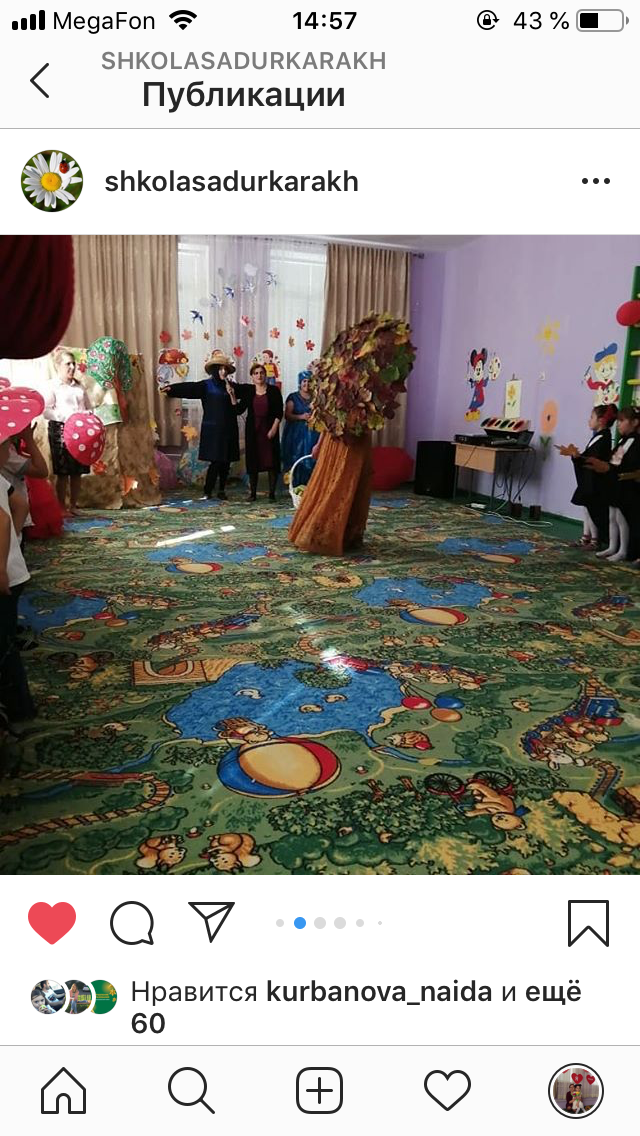 MegaFon 14:57 43 %
SHKOLASADURKARAKH
Публикации
shkolasadurkarakh
Нравится kurbanova_naida и ещё
60